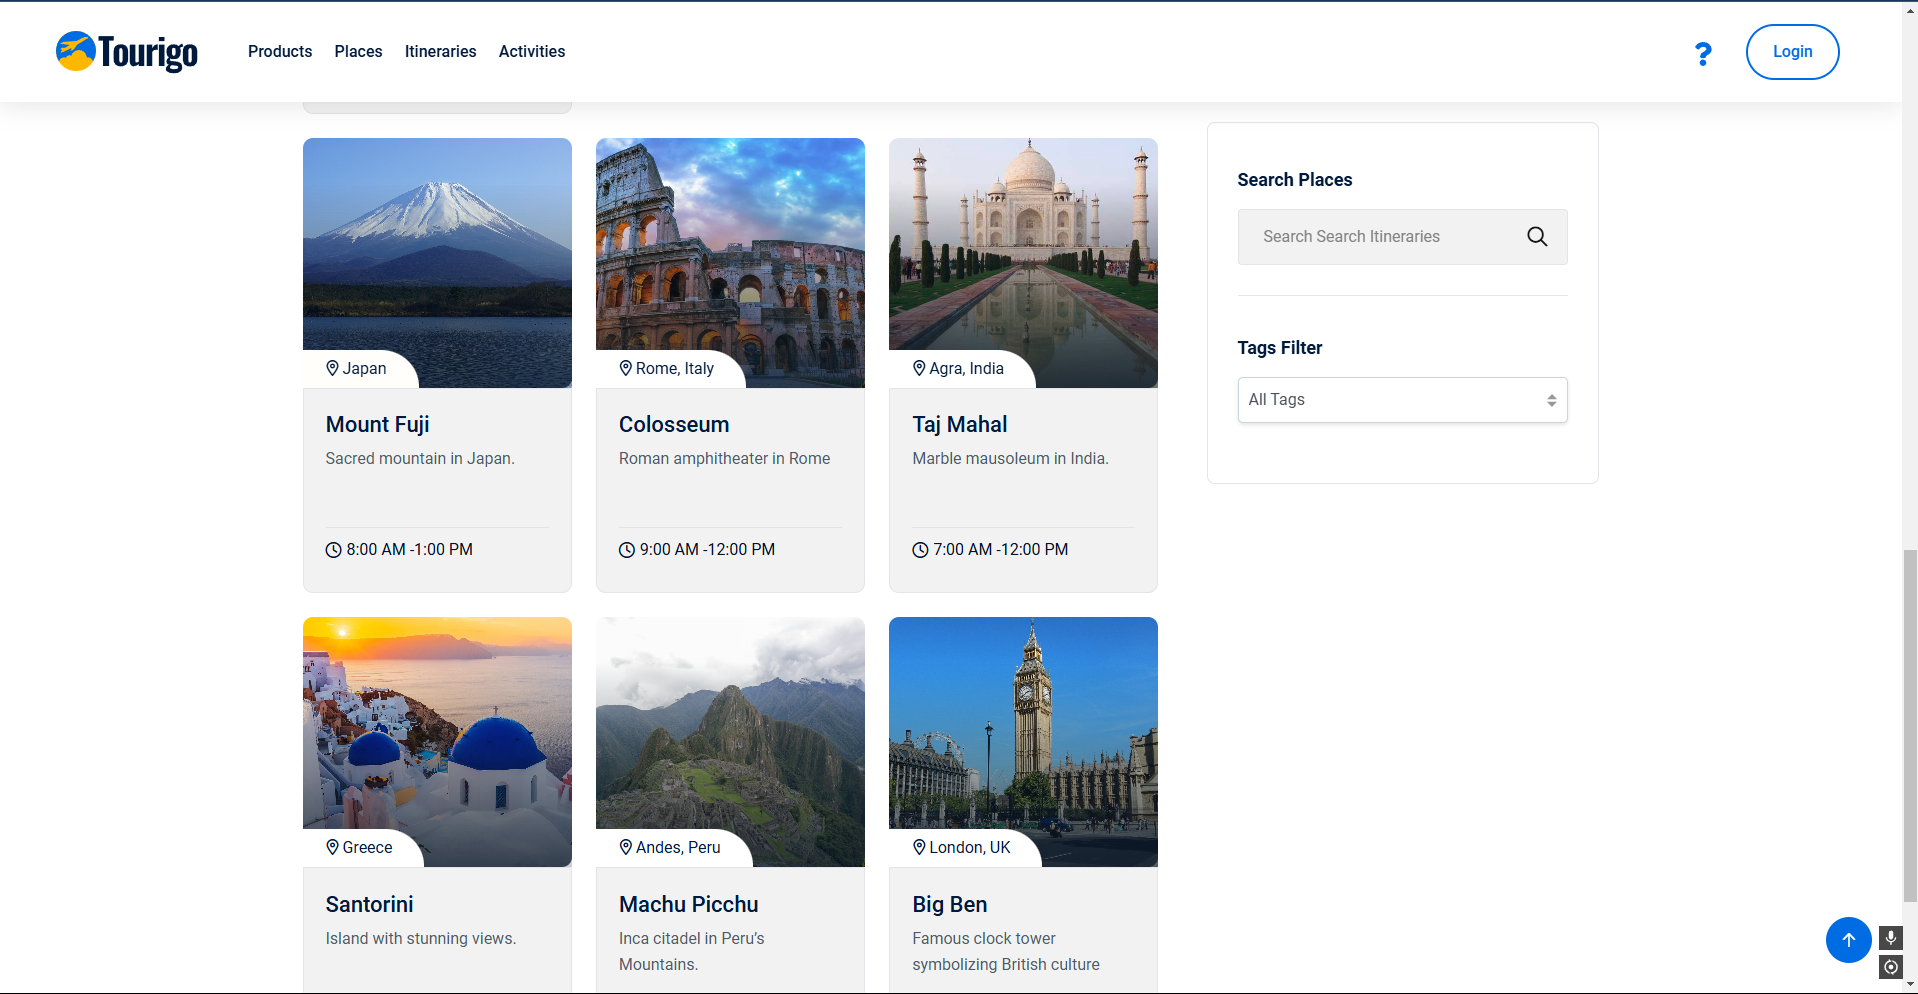 Tourigo
Products Places Itineraries Activities
? Login
Japan
Mount Fuji
Sacred mountain in Japan.
8:00 AM -1:00 PM
Rome, Italy
Colosseum
Roman amphitheater in Rome
9:00 AM -12:00 PM
Agra, India
Taj Mahal
Marble mausoleum in India.
7:00 AM -12:00 PM
Search Places
Search Search Itineraries
Tags Filter
All Tags
Greece
Santorini
Island with stunning views.
Andes, Peru
Machu Picchu
Inca citadel in Peru’s
Mountains.
London, UK
Big Ben
Famous clock tower
symbolizing British culture